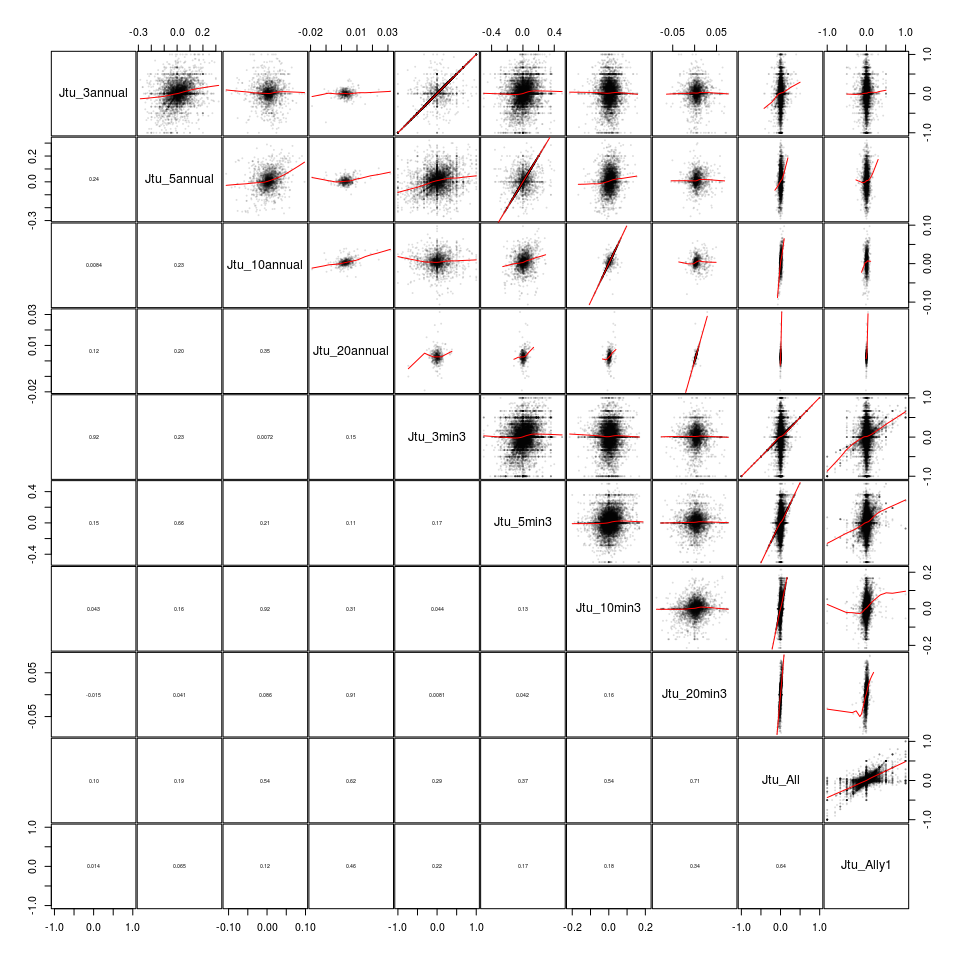 -0.3 0.0 0.2 -0.02 0.01 0.03 -0.4 0.0 0.4 -0.05 0.05 -1.0 0.0 1.0
Jtu_3annual -1.0 0.0 1.0
-0.3 0.0 0.2 0.24 Jtu_5annual
0.0084 0.23 Jtu_10annual -0.10 0.00 0.10
-0.02 0.01 0.03 0.12 0.20 0.35 Jtu_20annual
0.92 0.23 0.0072 0.15 Jtu_3min3 -1.0 0.0 1.0
-0.4 0.0 0.4 0.15 0.66 0.21 0.11 0.17 Jtu_5min3
0.043 0.16 0.92 0.31 0.044 0.13 Jtu_10min3 -0.2 0.0 0.2
-0.05 0.05 -0.015 0.041 0.086 0.91 0.0081 0.042 0.16 Jtu_20min3
0.10 0.19 0.54 0.62 0.29 0.37 0.54 0.71 Jtu_All -1.0 0.0 1.0
-1.0 0.0 1.0 0.014 0.065 0.12 0.46 0.22 0.17 0.18 0.34 0.64 Jtu_Ally1
-1.0 0.0 1.0 -0.10 0.00 0.10 -1.0 0.0 1.0 -0.2 0.0 0.2 -1.0 0.0 1.0